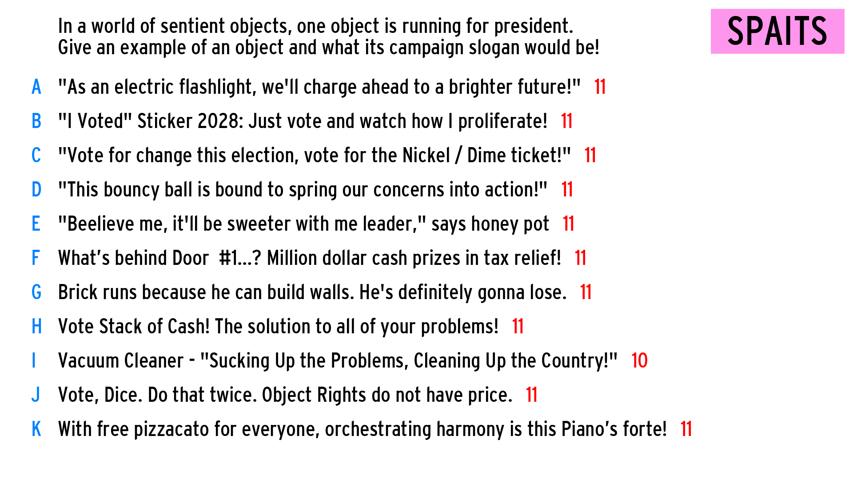 In a world of sentient objects, one object is running for president.
Give an example of an object and what its campaign slogan would be!
SPAITS
A "As an electric flashlight, we'll charge ahead to a brighter future!" 11
B "I Voted" Sticker 2028: Just vote and watch how I proliferate! 11
C "Vote for change this election, vote for the Nickel / Dime ticket!" 11
D "This bouncy ball is bound to spring our concerns into action!" 11
E "Beelieve me, it'll be sweeter with me leader," says honey pot 11
F What's behind Door #1...? Million dollar cash prizes in tax relief! 11
G Brick runs because he can build walls. He's definitely gonna lose. 11
H Vote Stack of Cash! The solution to all of your problems! 11
I Vacuum Cleaner - "Sucking Up the Problems, Cleaning Up the Country!" 10
J Vote, Dice. Do that twice. Object Rights do not have price. 11
K With free pizzacato for everyone, orchestrating harmony is this Piano's forte! 11